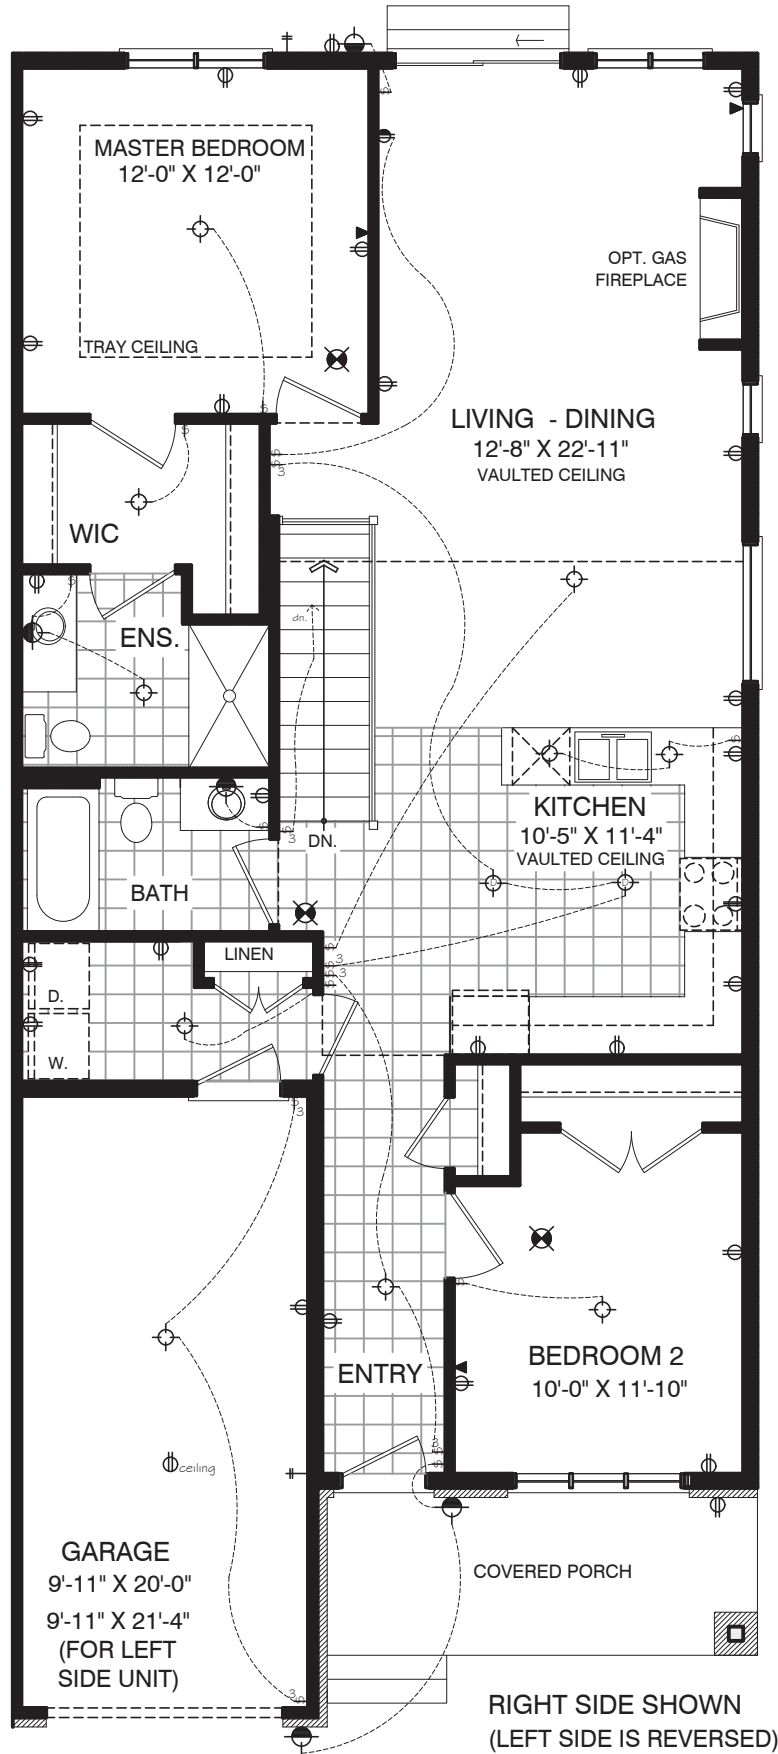 MASTER BEDROOM
12'-0" X 12'-0"
TRAY CEILING
OPT. GAS
FIREPLACE
LIVING - DINING
12'-8" X 22'-11"
VAULTED CEILING
WIC
ENS.
dn.
DN.
KITCHEN
10'-5" X 11'-4"
VAULTED CEILING
BATH
LINEN
D.
W.
ENTRY
BEDROOM 2
10'-0" X 11'-10"
ceiling
GARAGE
9'-11" X 20'-0"
9'-11" X 21'-4"
(FOR LEFT
SIDE UNIT)
COVERED PORCH
RIGHT SIDE SHOWN
(LEFT SIDE IS REVERSED)